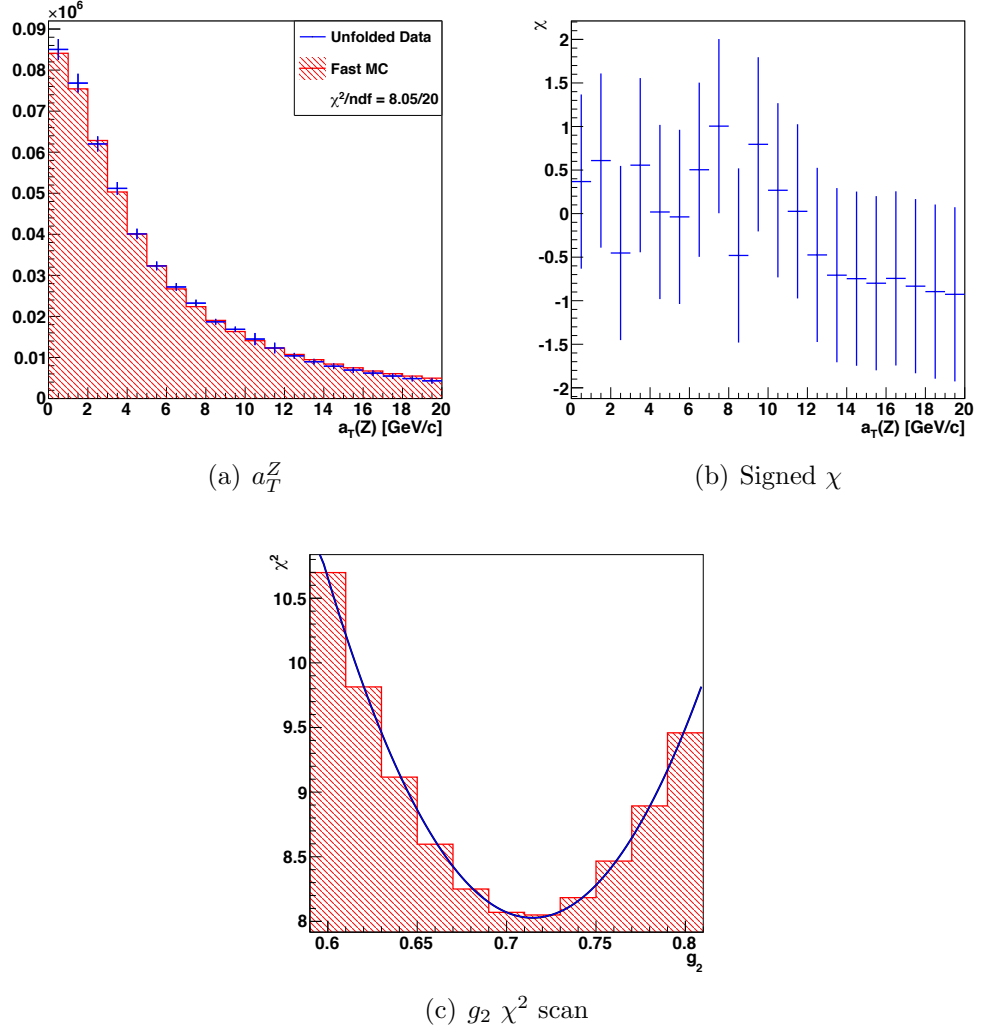 ×10⁶
0.09
0.08
0.07
0.06
0.05
0.04
0.03
0.02
0.01
0
0 2 4 6 8 10 12 14 16 18 20
a_T(Z) [GeV/c]
Unfolded Data
Fast MC
χ²/ndf = 8.05/20
(a) a_T^Z
χ
2
1.5
1
0.5
0
-0.5
-1
-1.5
-2
0 2 4 6 8 10 12 14 16 18 20
a_T(Z) [GeV/c]
(b) Signed χ
χ²
10.5
10
9.5
9
8.5
8
0.6 0.65 0.7 0.75 0.8
g₂
(c) g₂ χ² scan